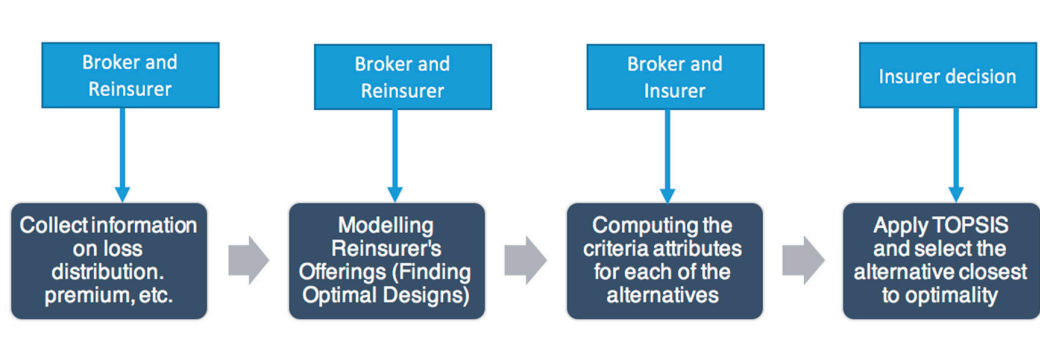 Broker and
Reinsurer
Broker and
Reinsurer
Broker and
Insurer
Insurer decision
Collect information
on loss
distribution.
premium, etc.
Modelling
Reinsurer's
Offerings (Finding
Optimal Designs)
Computing the
criteria attributes
for each of the
alternatives
Apply TOPSIS
and select the
alternative closest
to optimality